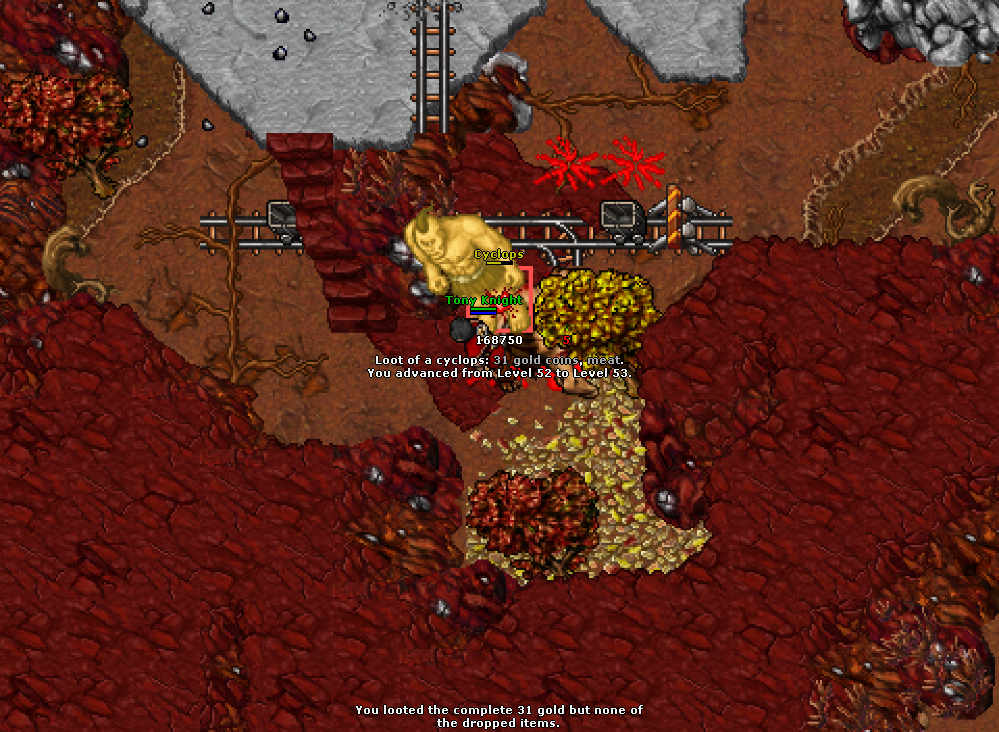 Cyclops
Tony Knight
168750
Loot of a cyclops: 31 gold coins, meat.
You advanced from Level 52 to Level 53.
You looted the complete 31 gold but none of
the dropped items.